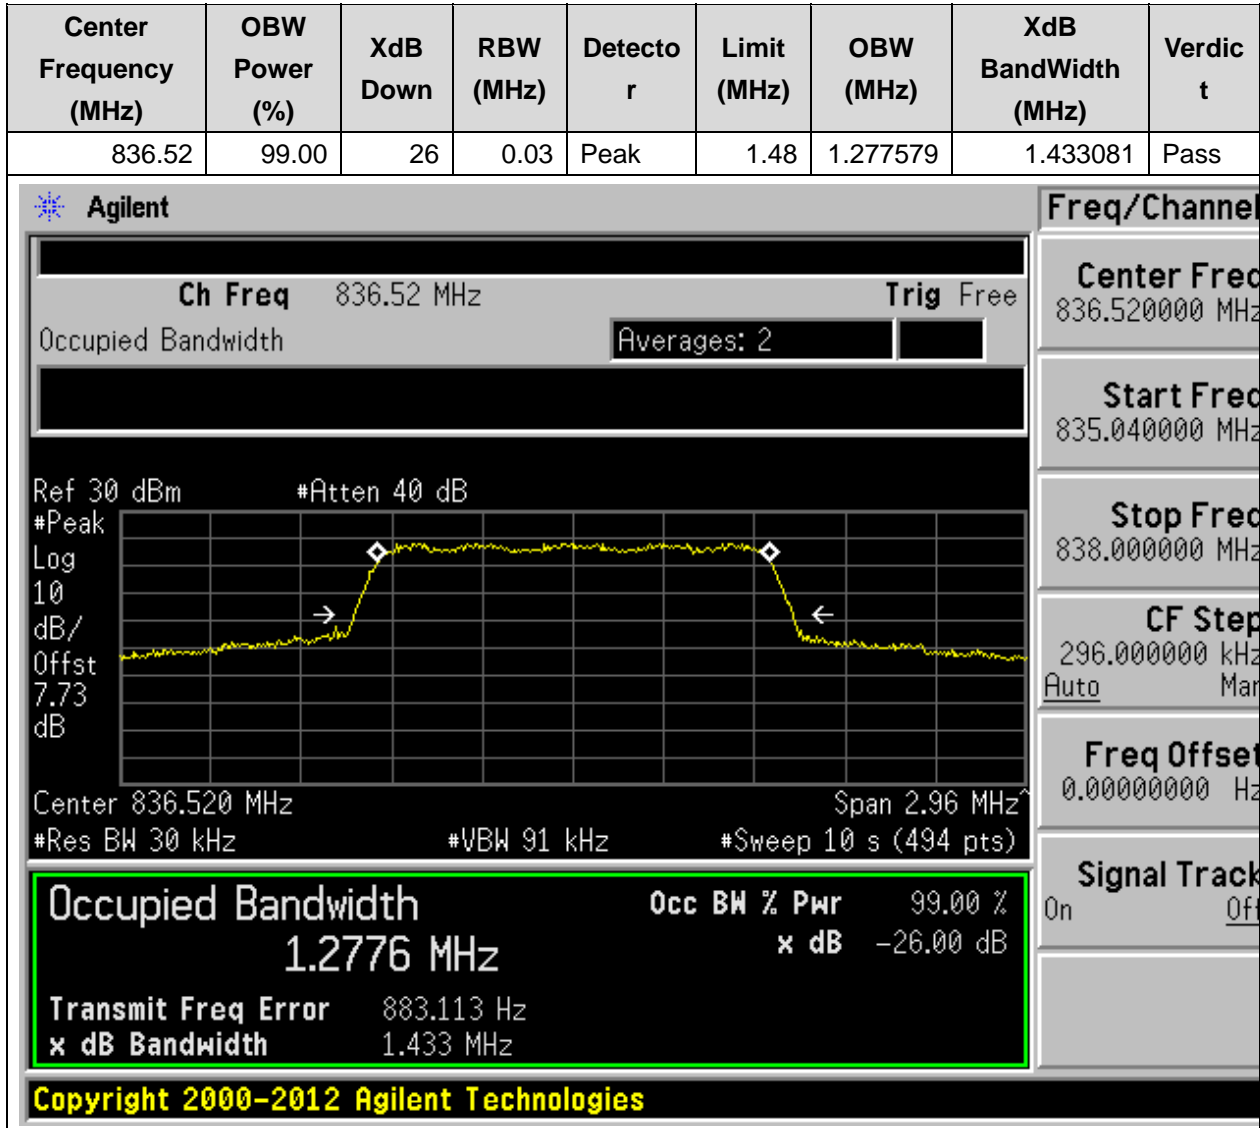 Center Frequency (MHz) OBW Power (%) XdB Down RBW (MHz) Detecto r Limit (MHz) OBW (MHz) XdB BandWidth (MHz) Verdic t
836.52 99.00 26 0.03 Peak 1.48 1.277579 1.433081 Pass
Agilent
Freq/Channel
Ch Freq 836.52 MHz Trig Free
Occupied Bandwidth Averages: 2
Center Freq
836.520000 MHz
Start Freq
835.040000 MHz
Stop Freq
838.000000 MHz
CF Step
296.000000 kHz
Auto Man
Freq Offset
0.00000000 Hz
Signal Track
On Off
Ref 30 dBm #Atten 40 dB
#Peak
Log
10
dB/
Offst
7.73
dB
Center 836.520 MHz Span 2.96 MHz^
#Res BW 30 kHz #VBW 91 kHz #Sweep 10 s (494 pts)
Occupied Bandwidth
1.2776 MHz
Occ BW % Pwr 99.00 %
x dB -26.00 dB
Transmit Freq Error 883.113 Hz
x dB Bandwidth 1.433 MHz
Copyright 2000-2012 Agilent Technologies